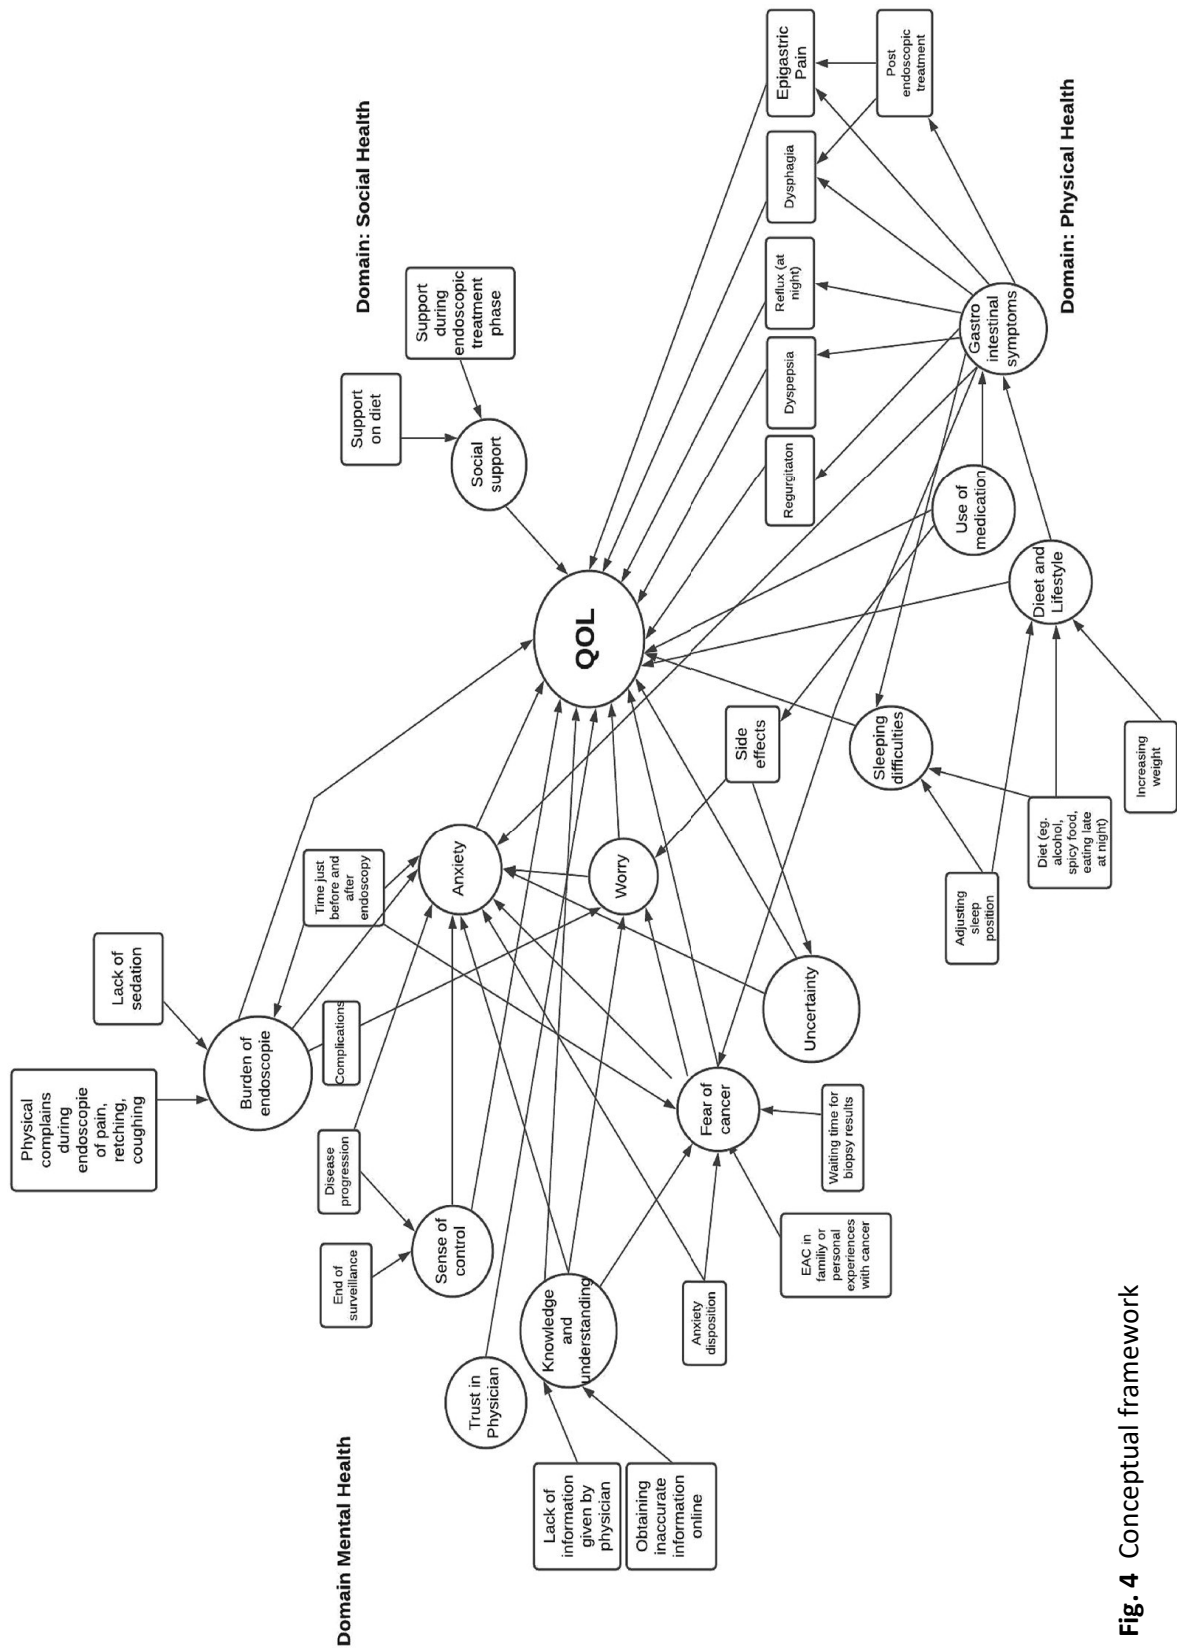 Domain Mental Health
Domain: Social Health
Domain: Physical Health
Physical
complains
during
endoscopie
of pain,
retching,
coughing
Lack of
sedation
Burden of
endoscopie
Time just
before and
after
endoscopy
Complications
Disease
progression
End of
surveillance
Sense of
control
Trust in
Physician
Knowledge
and
understanding
Lack of
information
given by
physician
Obtaining
inaccurate
information
online
Anxiety
Worry
Fear of
cancer
Anxiety
disposition
EAC in
familiy or
personal
experiences
with cancer
Waiting time for
biopsy results
Uncertainty
Side
effects
QOL
Social
support
Support
on diet
Support
during
endoscopic
treatment
phase
Epigastric
Pain
Dysphagia
Reflux (at
night)
Dyspepsia
Regurgitaton
Post
endoscopic
treatment
Gastro
intestinal
symptoms
Use of
medication
Dieet and
Lifestyle
Sleeping
difficulties
Adjusting
sleep
position
Diet (eg.
alcohol,
spicy food,
eating late
at night)
Increasing
weight
Fig. 4 Conceptual framework